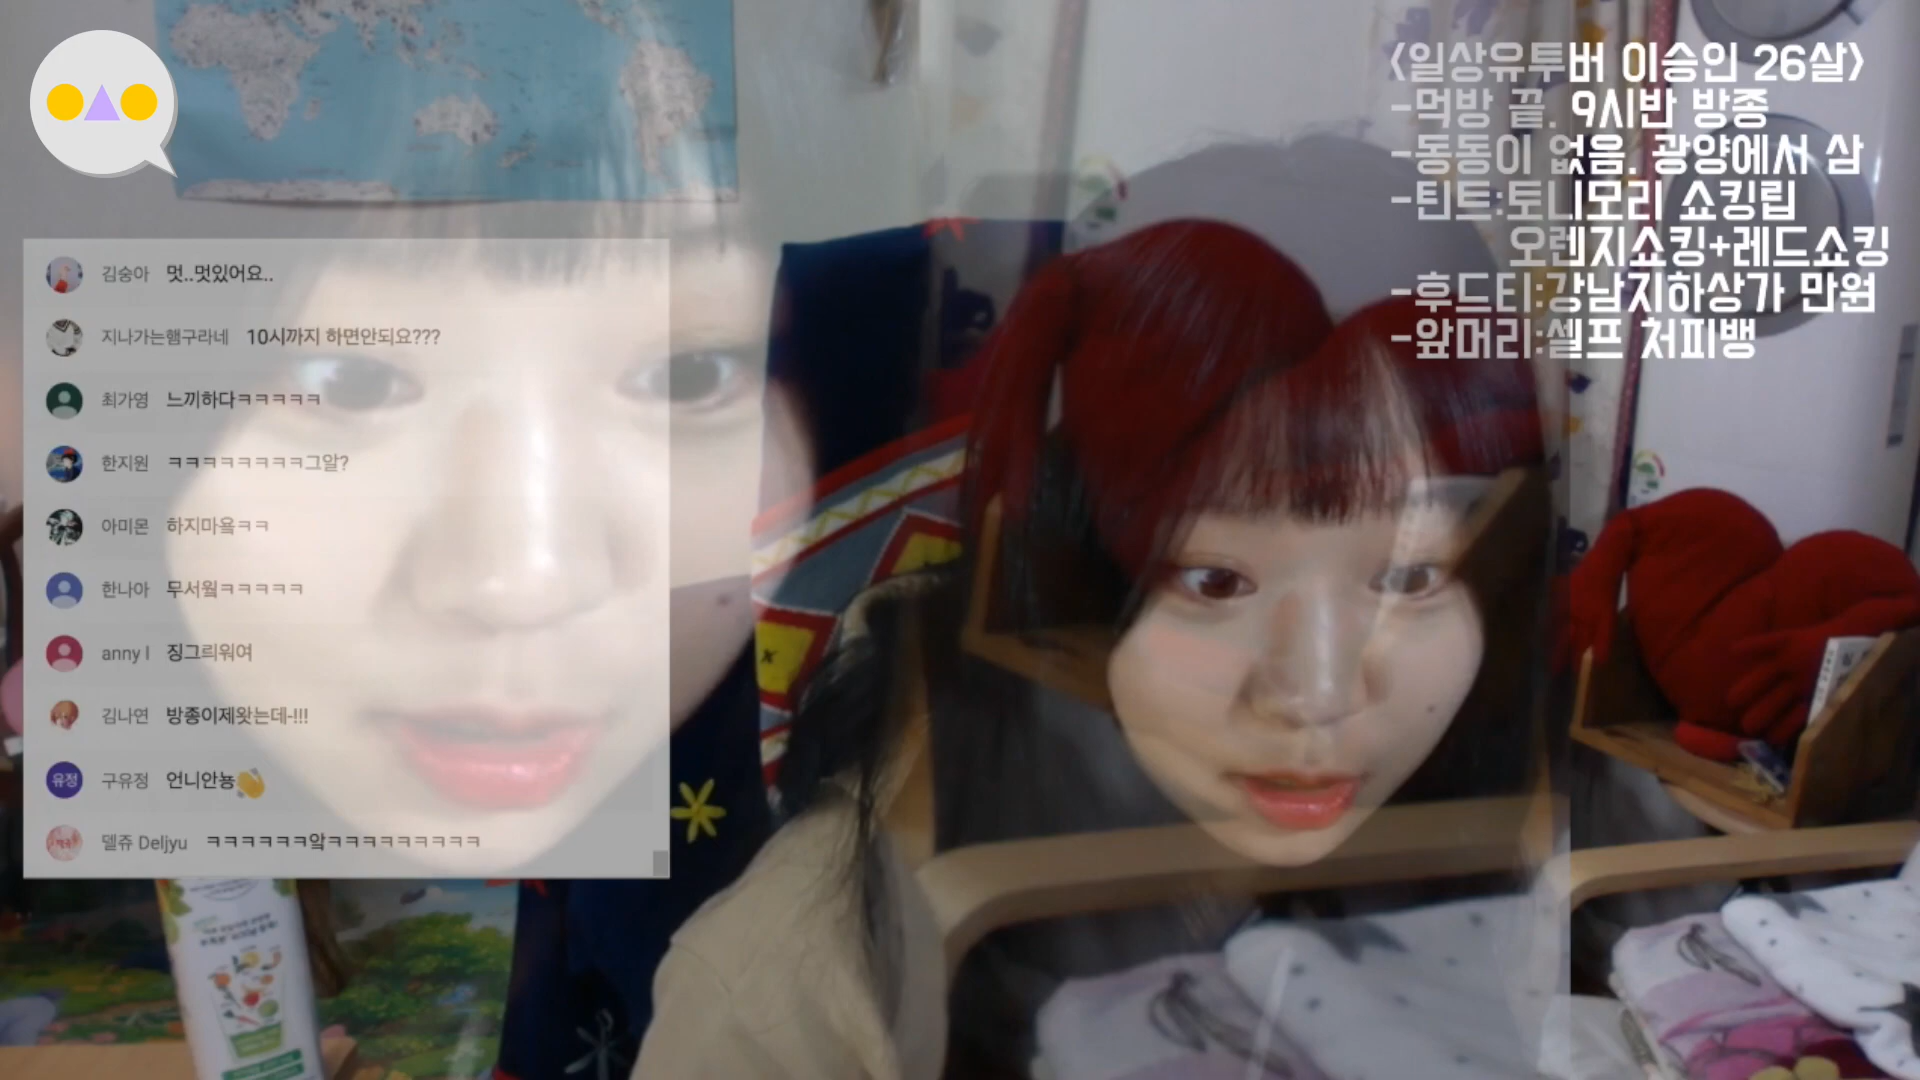 <일상유투버 이승인 26살>
-먹방 끝. 9시반 방종
-동동이 없음. 광양에서 삼
-틴트:토니모리 쇼킹립
오렌지쇼킹+레드쇼킹
-후드티:강남지하상가 만원
-앞머리:셀프 처피뱅
김숭아 멋..멋있어요..
지나가는햄구라네 10시까지 하면안되요???
최가영 느끼하다ㅋㅋㅋㅋㅋ
한지원 ㅋㅋㅋㅋㅋㅋㅋㅋ그알?
아미몬 하지마욬ㅋㅋ
한나아 무서웤ㅋㅋㅋㅋㅋ
anny l 징그릐워여
김나연 방종이제왓는데-!!!
유정 구유정 언니안뇽👏
델쥬 Deljyu ㅋㅋㅋㅋㅋㅋ앜ㅋㅋㅋㅋㅋㅋㅋㅋㅋ